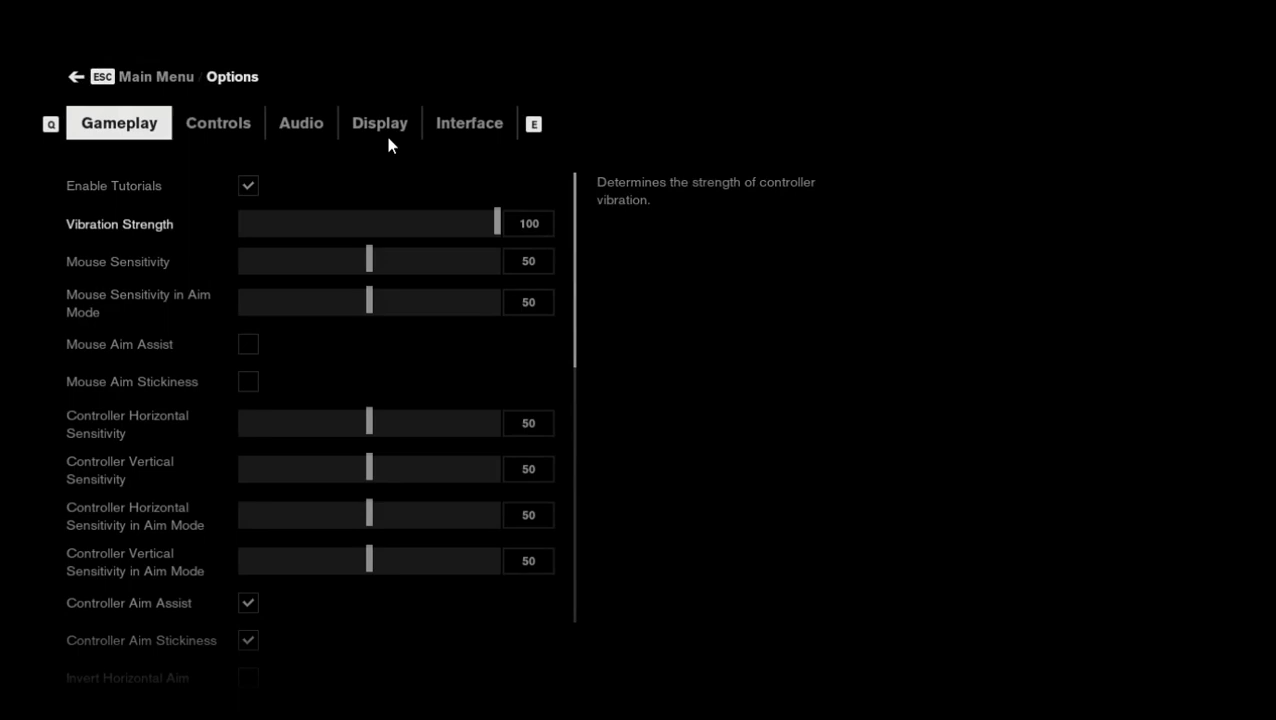 ESC Main Menu / Options
Q Gameplay Controls Audio Display Interface E
Enable Tutorials
Vibration Strength 100
Mouse Sensitivity 50
Mouse Sensitivity in Aim
Mode 50
Mouse Aim Assist
Mouse Aim Stickiness
Controller Horizontal
Sensitivity 50
Controller Vertical
Sensitivity 50
Controller Horizontal
Sensitivity in Aim Mode 50
Controller Vertical
Sensitivity in Aim Mode 50
Controller Aim Assist
Controller Aim Stickiness
Invert Horizontal Aim
Determines the strength of controller
vibration.